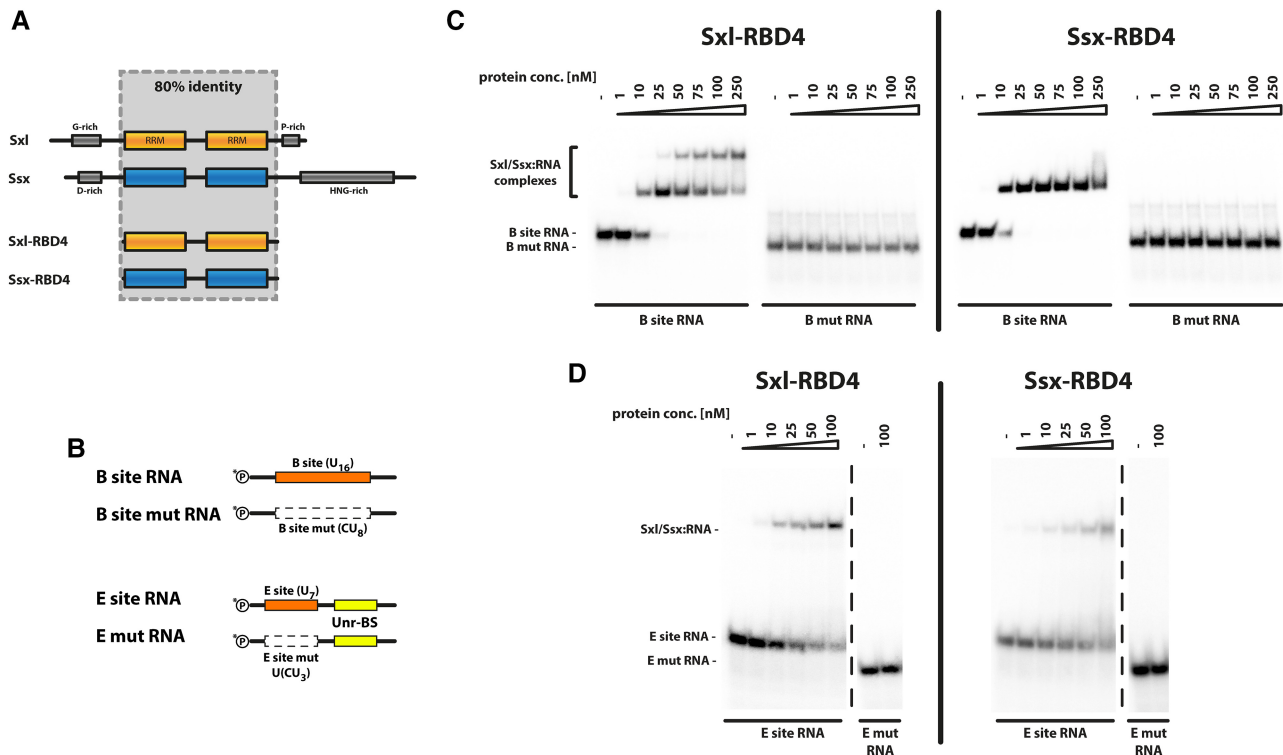 A
80% identity
G-rich
P-rich
Sxl
RRM
RRM
Ssx
D-rich
HNG-rich
Sxl-RBD4
Ssx-RBD4
B
B site RNA
*P
B site (U16)
B site mut RNA
*P
B site mut (CU8)
E site RNA
*P
E site (U7)
Unr-BS
E mut RNA
*P
E site mut
U(CU3)
C
Sxl-RBD4
Ssx-RBD4
protein conc. [nM]
- 1 10 25 50 75 100 250
- 1 10 25 50 75 100 250
- 1 10 25 50 75 100 250
- 1 10 25 50 75 100 250
Sxl/Ssx:RNA
complexes
B site RNA -
B mut RNA -
B site RNA
B mut RNA
B site RNA
B mut RNA
D
Sxl-RBD4
Ssx-RBD4
protein conc. [nM]
- 1 10 25 50 100
- 100
- 1 10 25 50 100
- 100
Sxl/Ssx:RNA -
E site RNA -
E mut RNA -
E site RNA
E mut
RNA
E site RNA
E mut
RNA